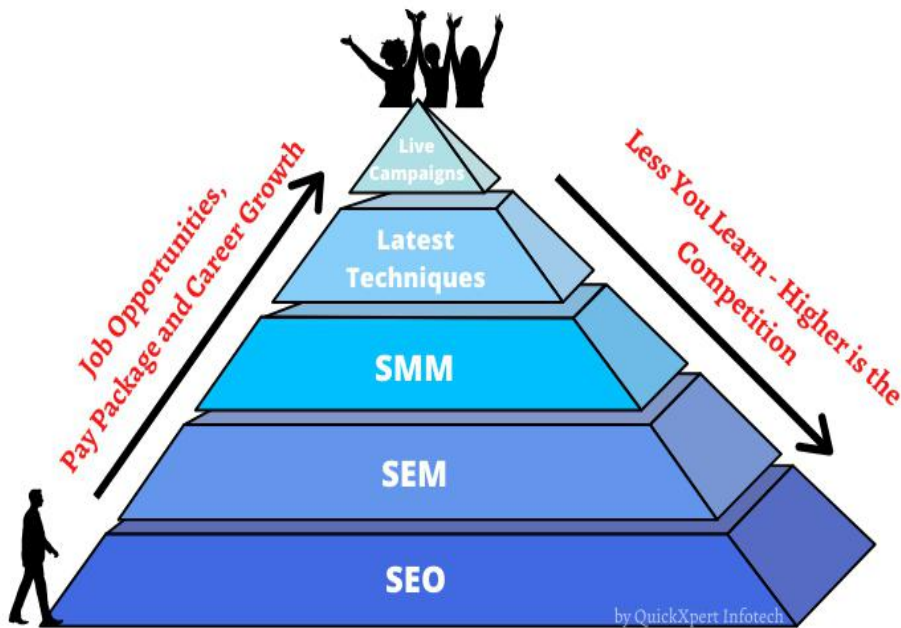 Live
Campaigns
Latest
Techniques
SMM
SEM
SEO
Job Opportunities,
Pay Package and Career Growth
Less You Learn - Higher is the
Competition
by QuickXpert Infotech